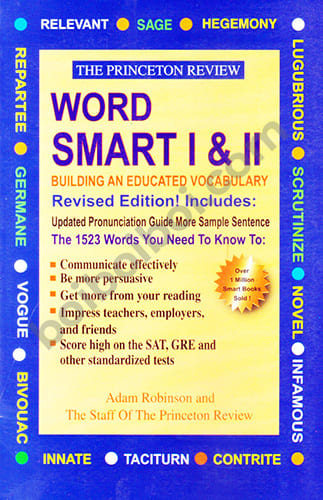 RELEVANT SAGE HEGEMONY
REPARTEE
GERMANE
VOGUE
BIVOUAC
LUGUBRIOUS
SCRUTINIZE
NOVEL
INFAMOUS
THE PRINCETON REVIEW
WORD
SMART I & II
BUILDING AN EDUCATED VOCABULARY
Revised Edition! Includes:
Updated Pronunciation Guide More Sample Sentence
The 1523 Words You Need To Know To:
Communicate effectively
Be more persuasive
Get more from your reading
Impress teachers, employers,
and friends
Score high on the SAT, GRE and
other standardized tests
Over
1 Million
Smart Books
Sold !
Adam Robinson and
The Staff Of The Princeton Review
INNATE TACITURN CONTRITE